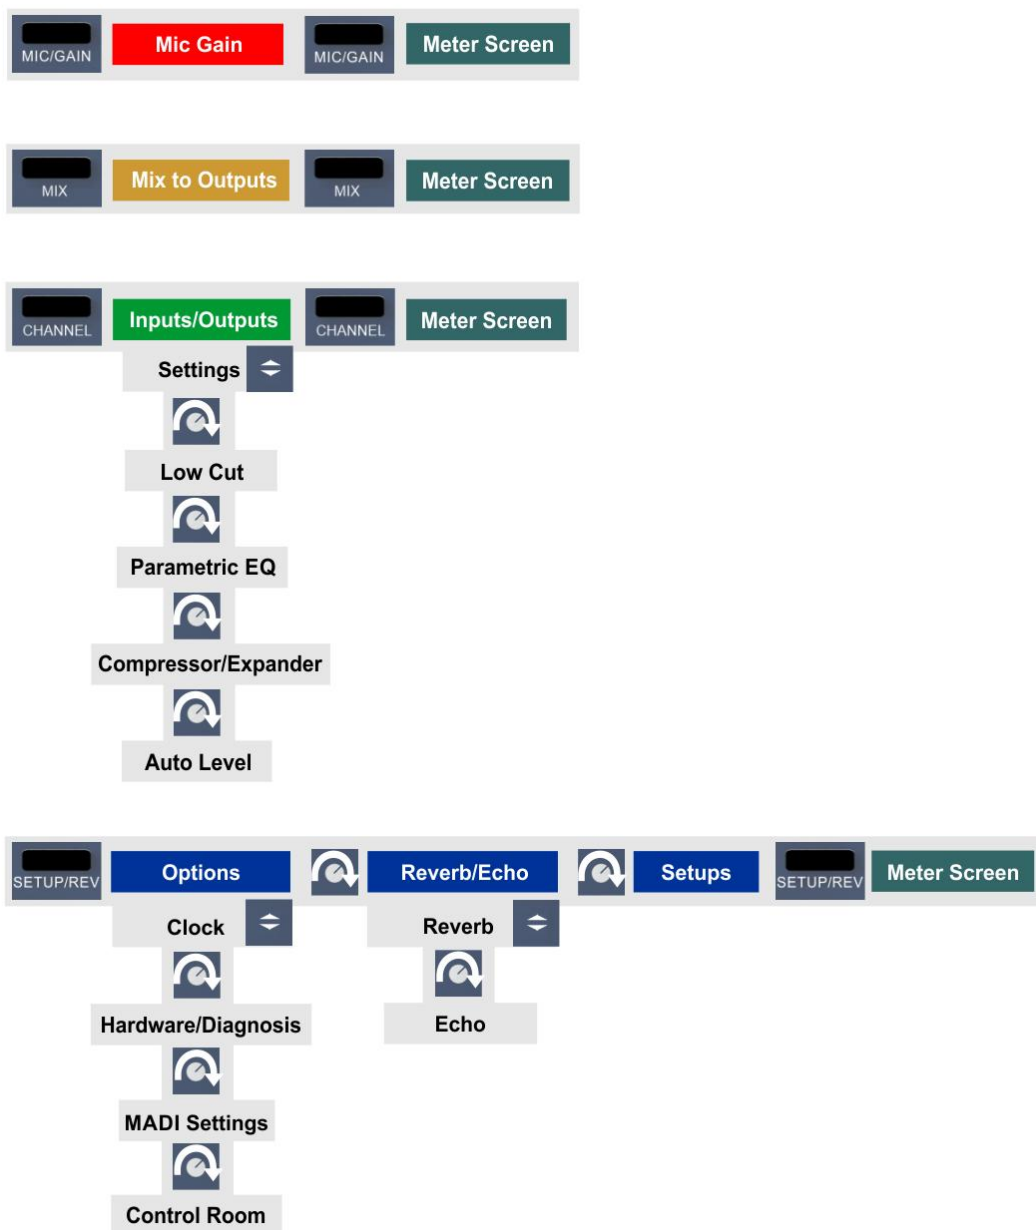 MIC/GAIN Mic Gain MIC/GAIN Meter Screen
MIX Mix to Outputs MIX Meter Screen
CHANNEL Inputs/Outputs CHANNEL Meter Screen
Settings
Low Cut
Parametric EQ
Compressor/Expander
Auto Level
SETUP/REV Options Reverb/Echo Setups SETUP/REV Meter Screen
Clock Reverb
Hardware/Diagnosis Echo
MADI Settings
Control Room